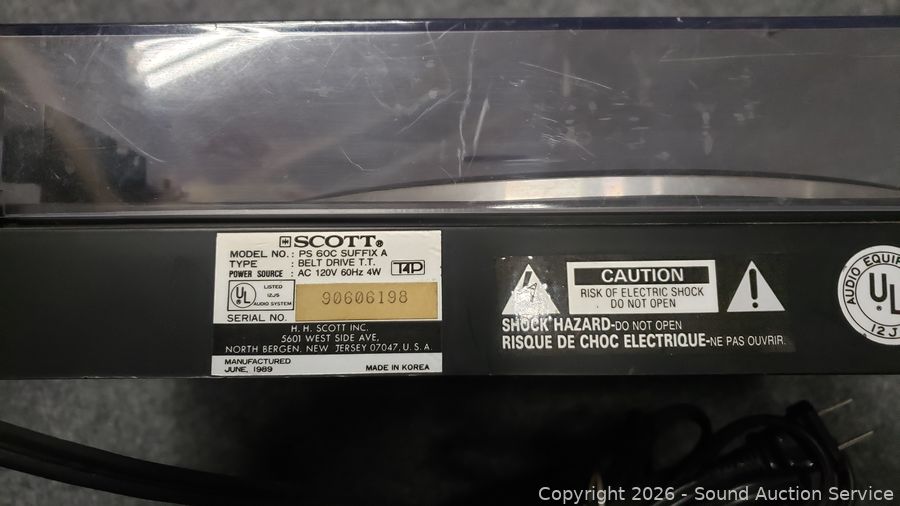 SCOTT®
MODEL NO. : PS 60C SUFFIX A
TYPE : BELT DRIVE T.T.
POWER SOURCE : AC 120V 60Hz 4W
T4P
UL
LISTED
12J5
AUDIO SYSTEM
SERIAL NO.
90606198
H. H. SCOTT INC.
5601 WEST SIDE AVE,
NORTH BERGEN, NEW JERSEY 07047, U.S.A.
MANUFACTURED
JUNE, 1989
MADE IN KOREA
CAUTION
RISK OF ELECTRIC SHOCK
DO NOT OPEN
SHOCK HAZARD-DO NOT OPEN
RISQUE DE CHOC ELECTRIQUE-NE PAS OUVRIR.
AUDIO EQUIP
UL
12J
Copyright 2026 - Sound Auction Service